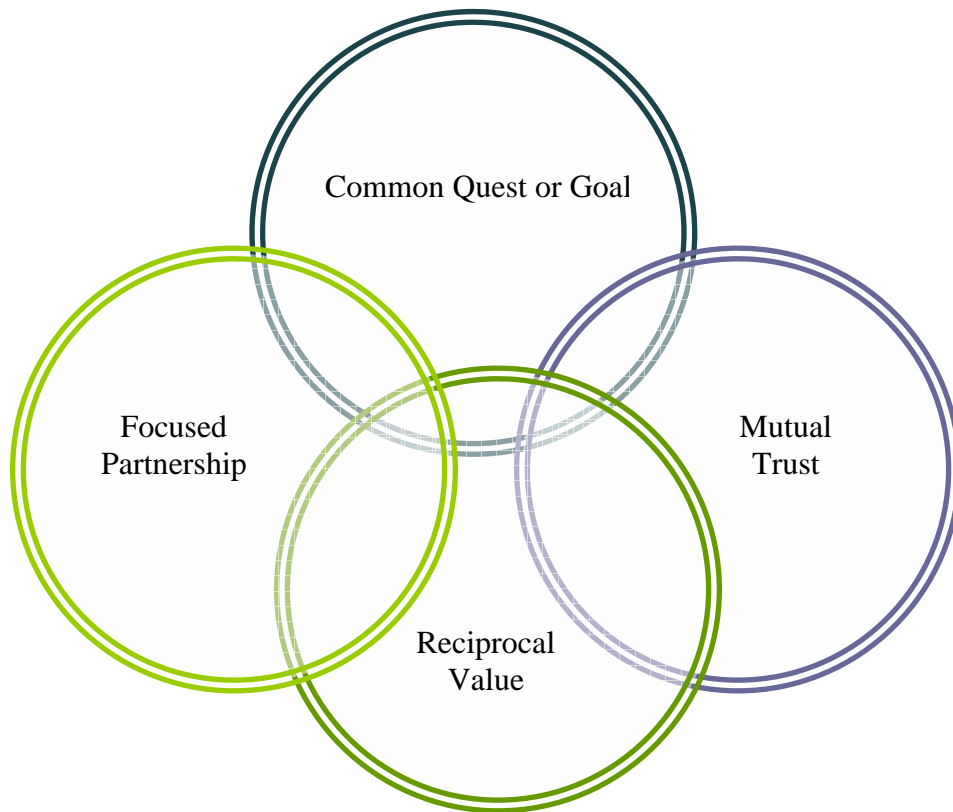 Common Quest or Goal
Focused
Partnership
Mutual
Trust
Reciprocal
Value